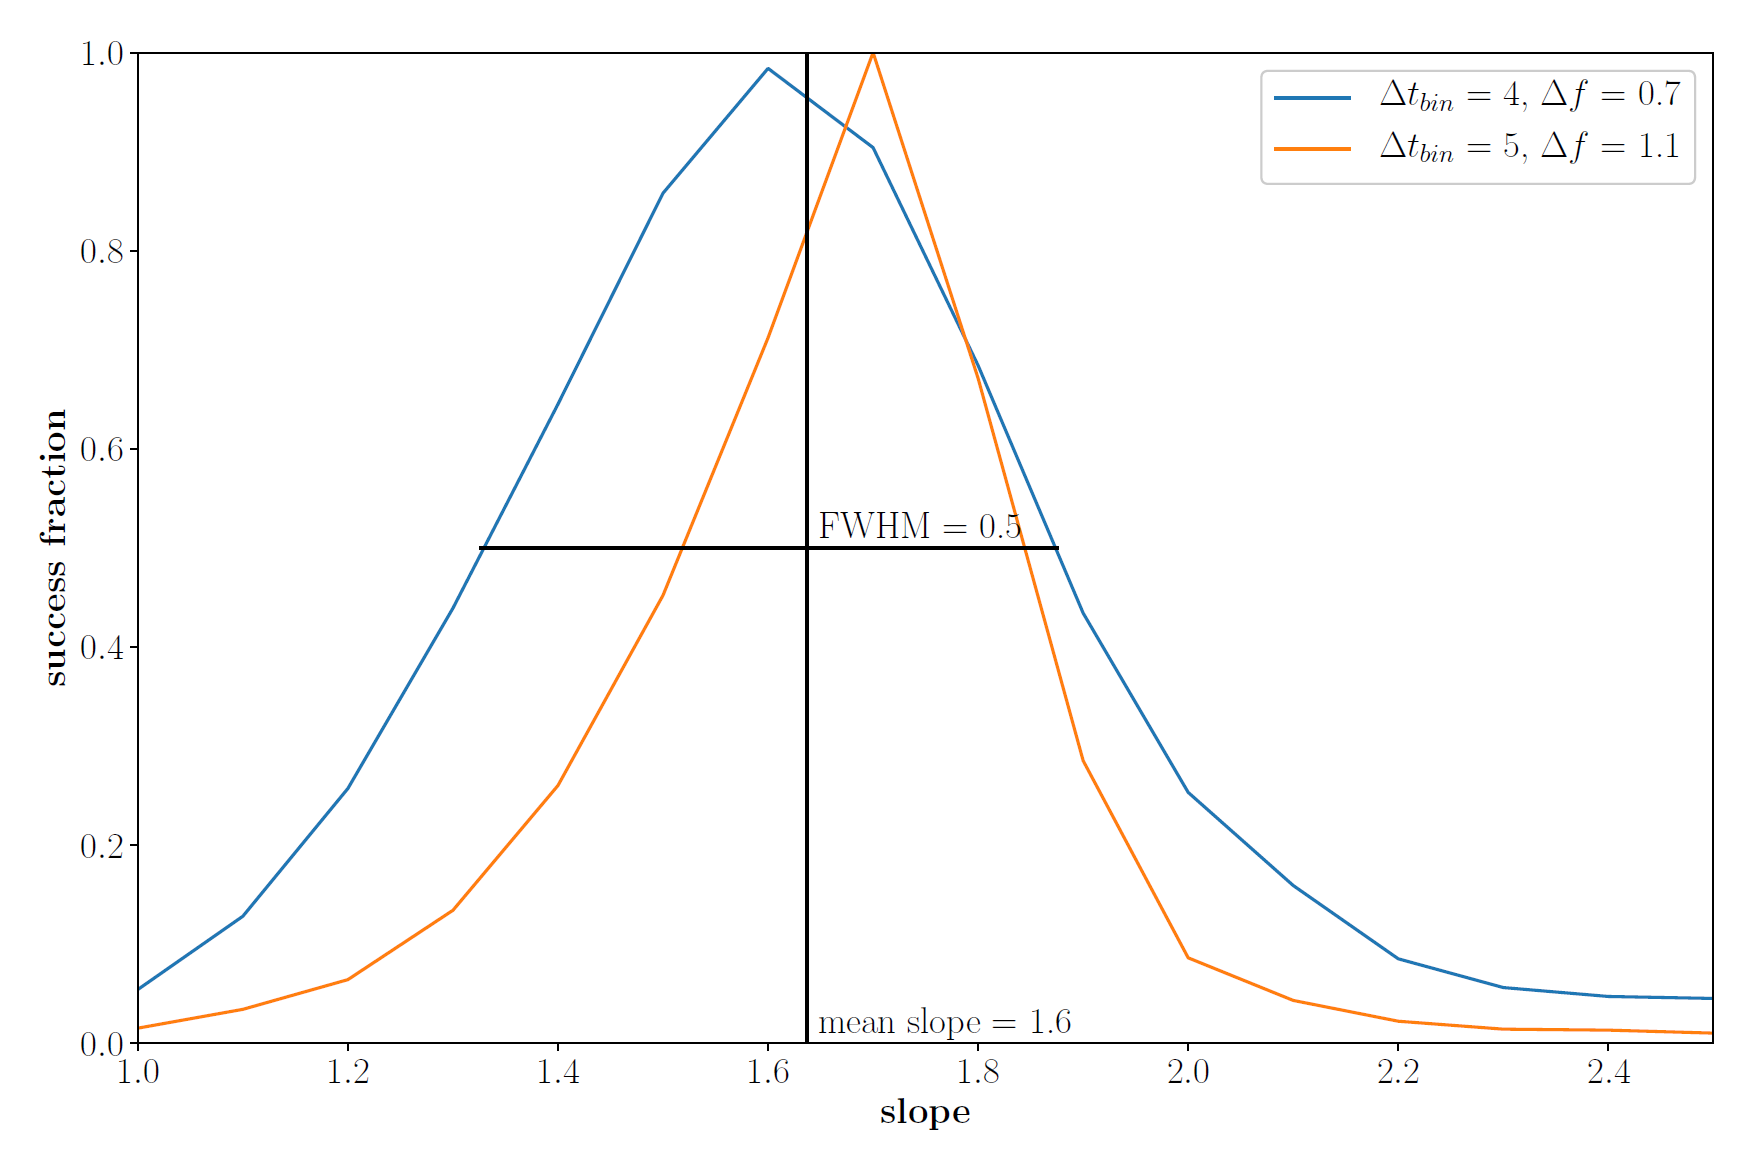 1.0
0.8
0.6
0.4
0.2
0.0
success fraction
Δt_bin = 4, Δf = 0.7
Δt_bin = 5, Δf = 1.1
FWHM = 0.5
mean slope = 1.6
1.0 1.2 1.4 1.6 1.8 2.0 2.2 2.4
slope